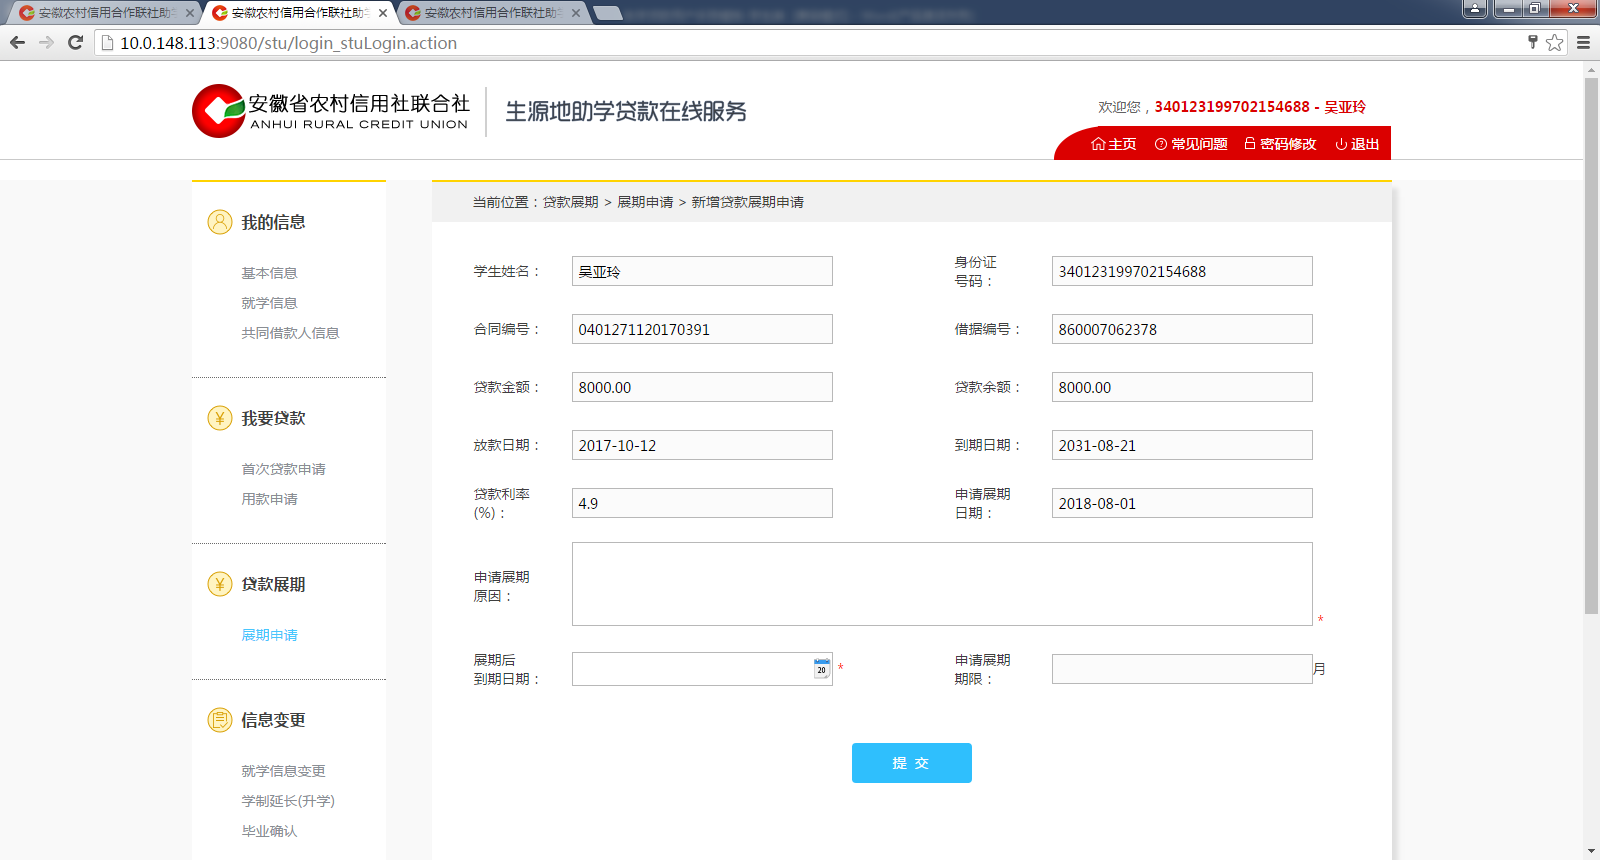 安徽农村信用合作联社助学
安徽农村信用合作联社助学
安徽农村信用合作联社助学
10.0.148.113:9080/stu/login_stuLogin.action
安徽省农村信用社联合社
ANHUI RURAL CREDIT UNION
生源地助学贷款在线服务
欢迎您，340123199702154688 - 吴亚玲
主页 常见问题 密码修改 退出
我的信息
基本信息
就学信息
共同借款人信息
我要贷款
首次贷款申请
用款申请
贷款展期
展期申请
信息变更
就学信息变更
学制延长(升学)
毕业确认
当前位置：贷款展期 > 展期申请 > 新增贷款展期申请
学生姓名： 吴亚玲
身份证
号码： 340123199702154688
合同编号： 0401271120170391
借据编号： 860007062378
贷款金额： 8000.00
贷款余额： 8000.00
放款日期： 2017-10-12
到期日期： 2031-08-21
贷款利率
(%)： 4.9
申请展期
日期： 2018-08-01
申请展期
原因：
*
展期后
到期日期： 20 *
申请展期
期限： 月
提 交